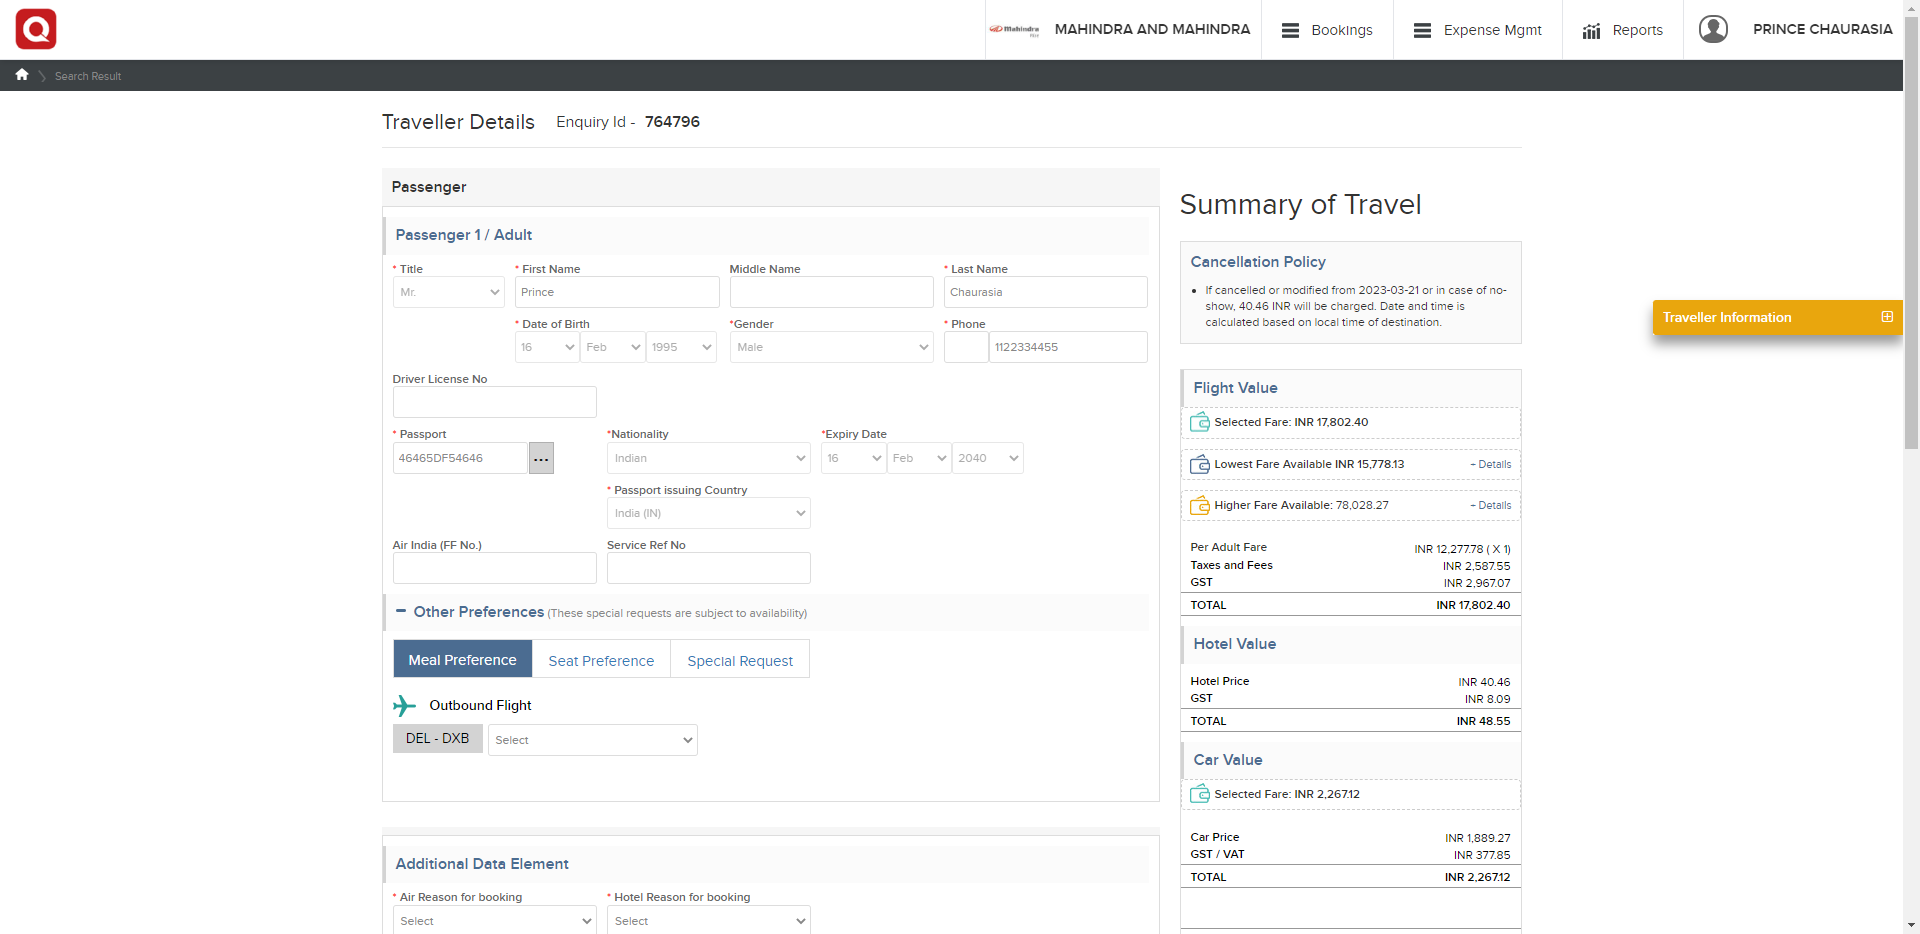 Q
Mahindra
MAHINDRA AND MAHINDRA
Bookings
Expense Mgmt
Reports
PRINCE CHAURASIA
Search Result
Traveller Details
Enquiry Id - 764796
Passenger
Passenger 1 / Adult
* Title
* First Name
Middle Name
* Last Name
Mr.
Prince
Chaurasia
* Date of Birth
*Gender
* Phone
16
Feb
1995
Male
1122334455
Driver License No
* Passport
*Nationality
*Expiry Date
46465DF54646
...
Indian
16
Feb
2040
* Passport issuing Country
India (IN)
Air India (FF No.)
Service Ref No
Other Preferences (These special requests are subject to availability)
Meal Preference
Seat Preference
Special Request
Outbound Flight
DEL - DXB
Select
Additional Data Element
* Air Reason for booking
* Hotel Reason for booking
Select
Select
Summary of Travel
Cancellation Policy
• If cancelled or modified from 2023-03-21 or in case of no-
show, 40.46 INR will be charged. Date and time is
calculated based on local time of destination.
Flight Value
Selected Fare: INR 17,802.40
Lowest Fare Available INR 15,778.13
+ Details
Higher Fare Available: 78,028.27
+ Details
Per Adult Fare
INR 12,277.78 ( X 1)
Taxes and Fees
INR 2,587.55
GST
INR 2,967.07
TOTAL
INR 17,802.40
Hotel Value
Hotel Price
INR 40.46
GST
INR 8.09
TOTAL
INR 48.55
Car Value
Selected Fare: INR 2,267.12
Car Price
INR 1,889.27
GST / VAT
INR 377.85
TOTAL
INR 2,267.12
Traveller Information